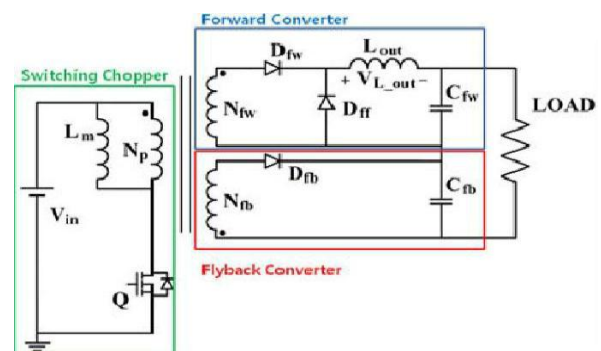 Forward Converter
Switching Chopper
Dfw
Lout
+ VL_out −
Nfw
Dff
Cfw
LOAD
Lm
Np
Vin
Q
Dfb
Nfb
Cfb
Flyback Converter